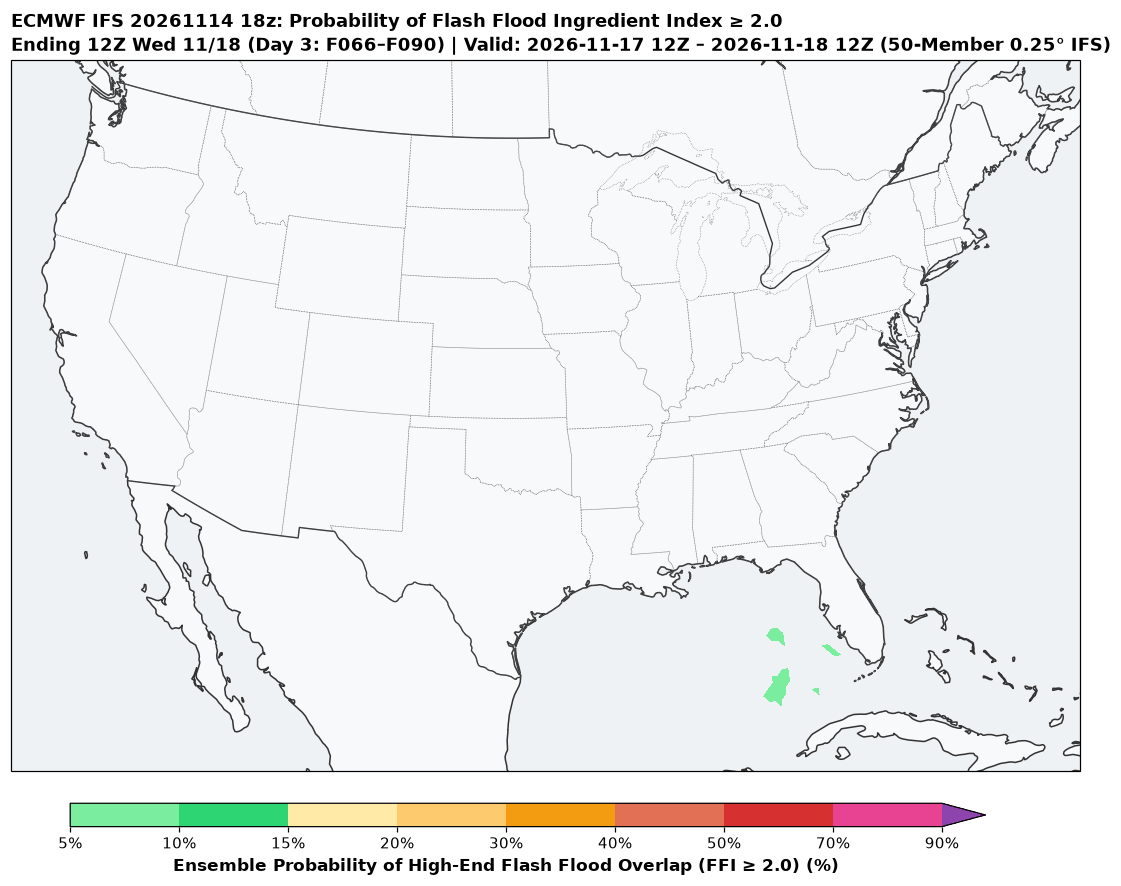 ECMWF IFS 20261114 18z: Probability of Flash Flood Ingredient Index ≥ 2.0
Ending 12Z Wed 11/18 (Day 3: F066–F090) | Valid: 2026-11-17 12Z – 2026-11-18 12Z (50-Member 0.25° IFS)
5% 10% 15% 20% 30% 40% 50% 70% 90%
Ensemble Probability of High-End Flash Flood Overlap (FFI ≥ 2.0) (%)